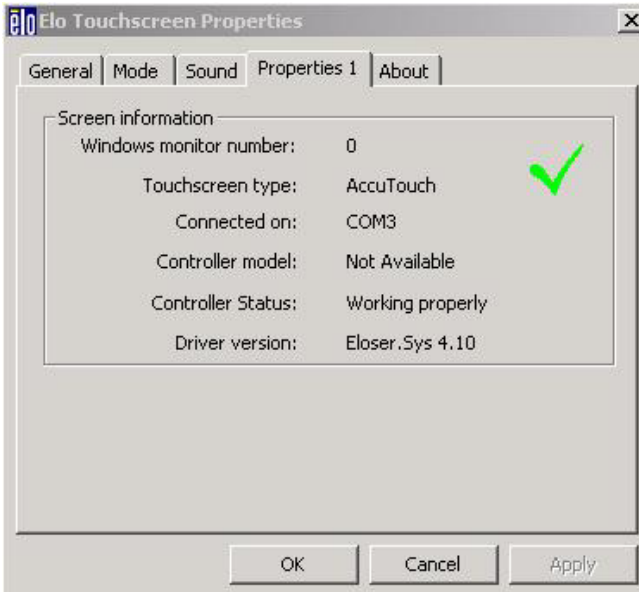 elo Elo Touchscreen Properties
General Mode Sound Properties 1 About
Screen information
Windows monitor number: 0
Touchscreen type: AccuTouch
Connected on: COM3
Controller model: Not Available
Controller Status: Working properly
Driver version: Eloser.Sys 4.10
OK Cancel Apply